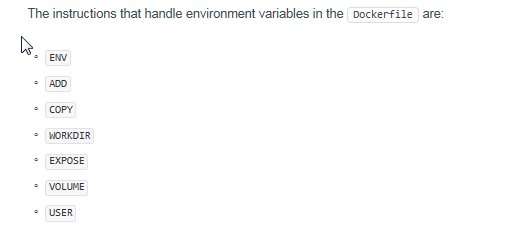 The instructions that handle environment variables in the Dockerfile are:
ENV
ADD
COPY
WORKDIR
EXPOSE
VOLUME
USER